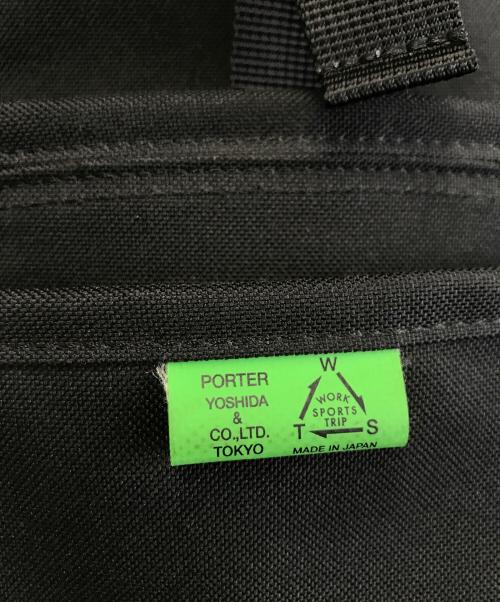 PORTER
YOSHIDA
&
CO.,LTD.
TOKYO
W
WORK
SPORTS
TRIP
T
S
MADE IN JAPAN